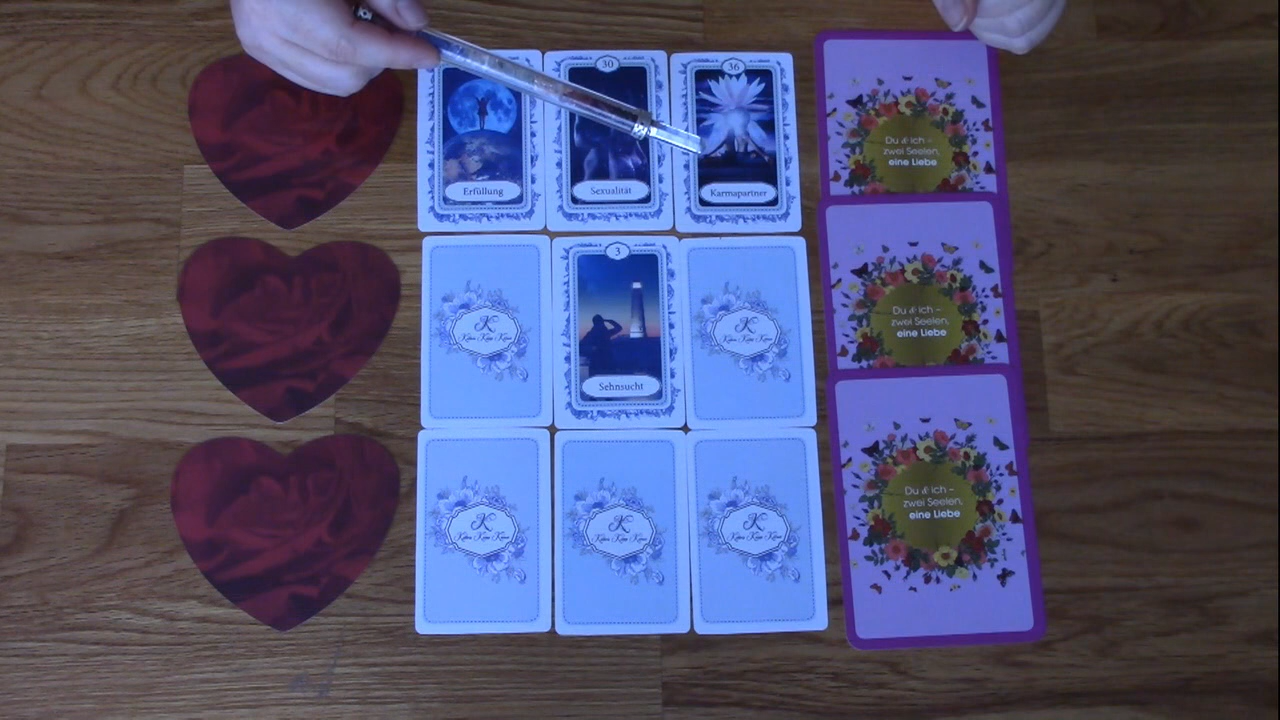 30
36
Erfüllung
Sexualität
Karmapartner
Du & ich –
zwei Seelen,
eine Liebe
3
Sehnsucht
K
K
Du & ich –
zwei Seelen,
eine Liebe
K
K
K
Du & ich –
zwei Seelen,
eine Liebe